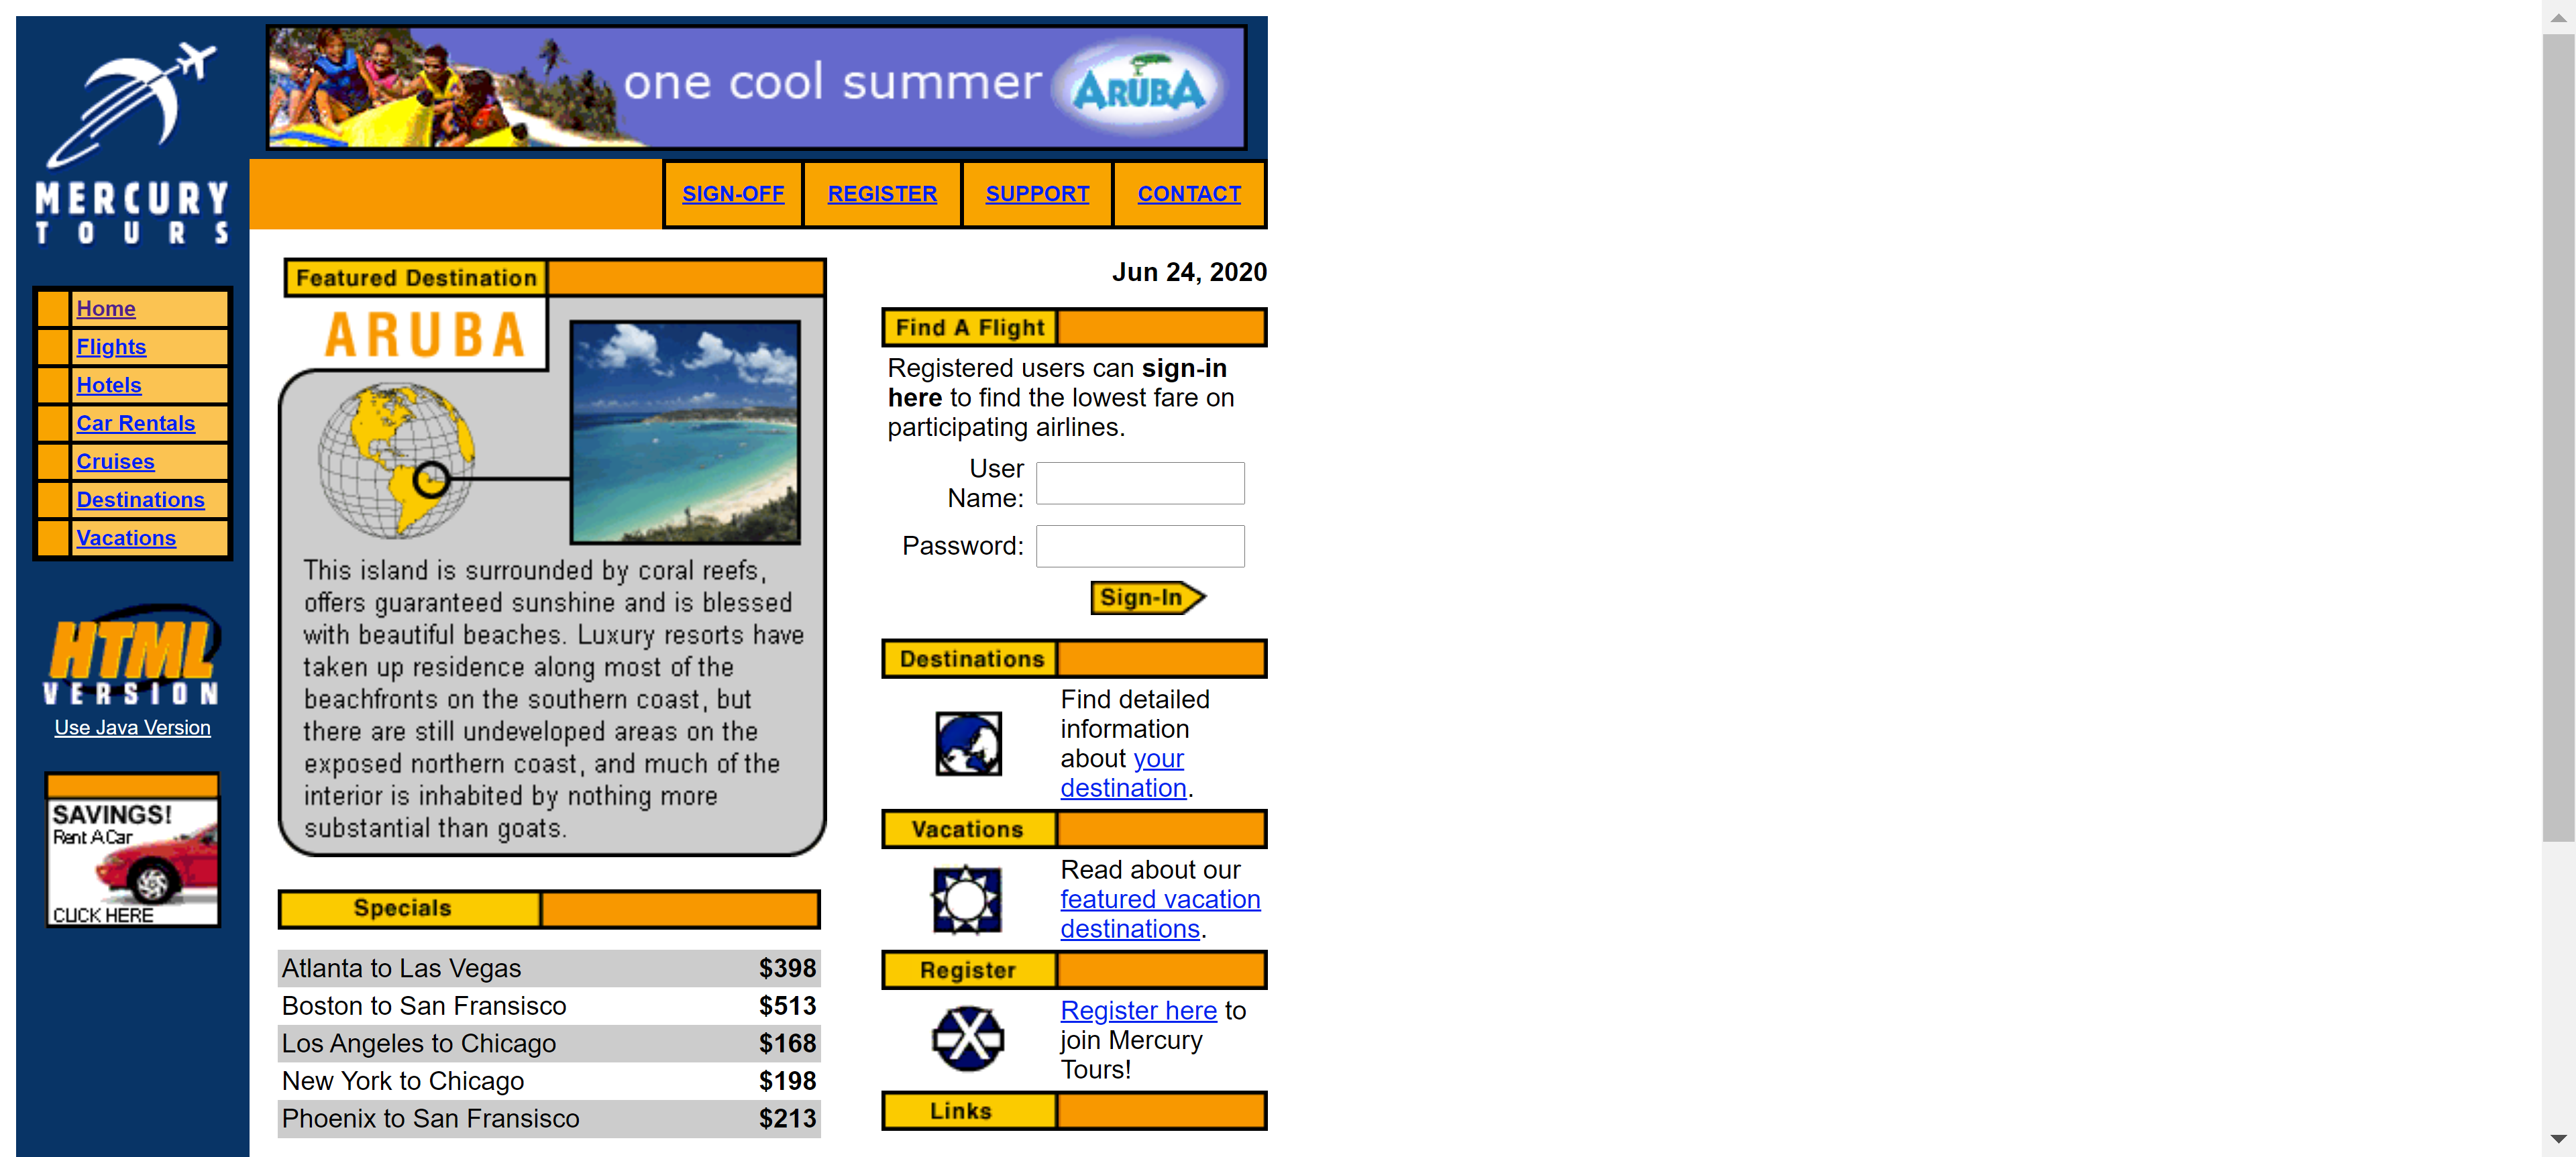 MERCURY
TOURS
one cool summer
ARUBA
SIGN-OFF
REGISTER
SUPPORT
CONTACT
Home
Flights
Hotels
Car Rentals
Cruises
Destinations
Vacations
HTML
VERSION
Use Java Version
SAVINGS!
Rent A Car
CLICK HERE
Featured Destination
ARUBA
This island is surrounded by coral reefs,
offers guaranteed sunshine and is blessed
with beautiful beaches. Luxury resorts have
taken up residence along most of the
beachfronts on the southern coast, but
there are still undeveloped areas on the
exposed northern coast, and much of the
interior is inhabited by nothing more
substantial than goats.
Specials
Atlanta to Las Vegas $398
Boston to San Fransisco $513
Los Angeles to Chicago $168
New York to Chicago $198
Phoenix to San Fransisco $213
Jun 24, 2020
Find A Flight
Registered users can sign-in
here to find the lowest fare on
participating airlines.
User
Name:
Password:
Sign-In
Destinations
Find detailed
information
about your
destination.
Vacations
Read about our
featured vacation
destinations.
Register
Register here to
join Mercury
Tours!
Links